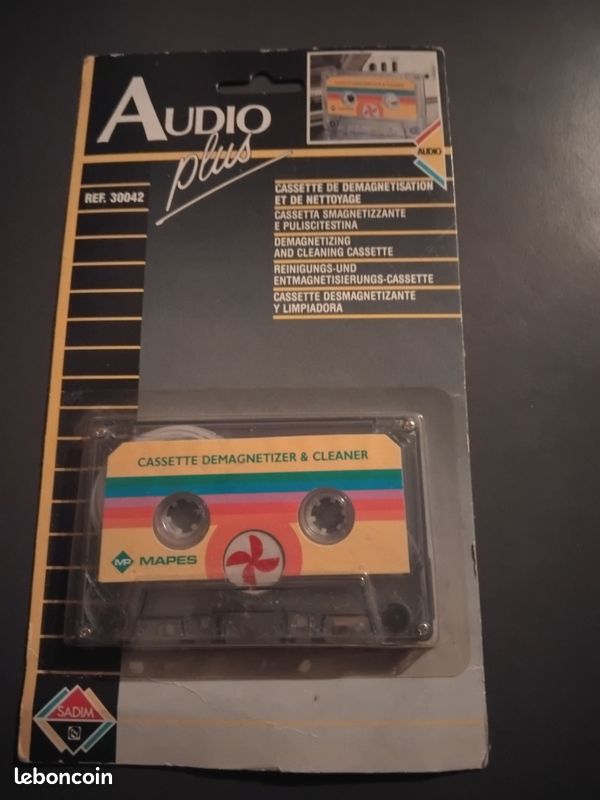 AUDIO
plus
REF. 30042
AUDIO
CASSETTE DE DEMAGNETISATION
ET DE NETTOYAGE
CASSETTA SMAGNETIZZANTE
E PULISCITESTINA
DEMAGNETIZING
AND CLEANING CASSETTE
REINIGUNGS-UND
ENTMAGNETISIERUNGS-CASSETTE
CASSETTE DESMAGNETIZANTE
Y LIMPIADORA
CASSETTE DEMAGNETIZER & CLEANER
MP MAPES
SADIM
leboncoin